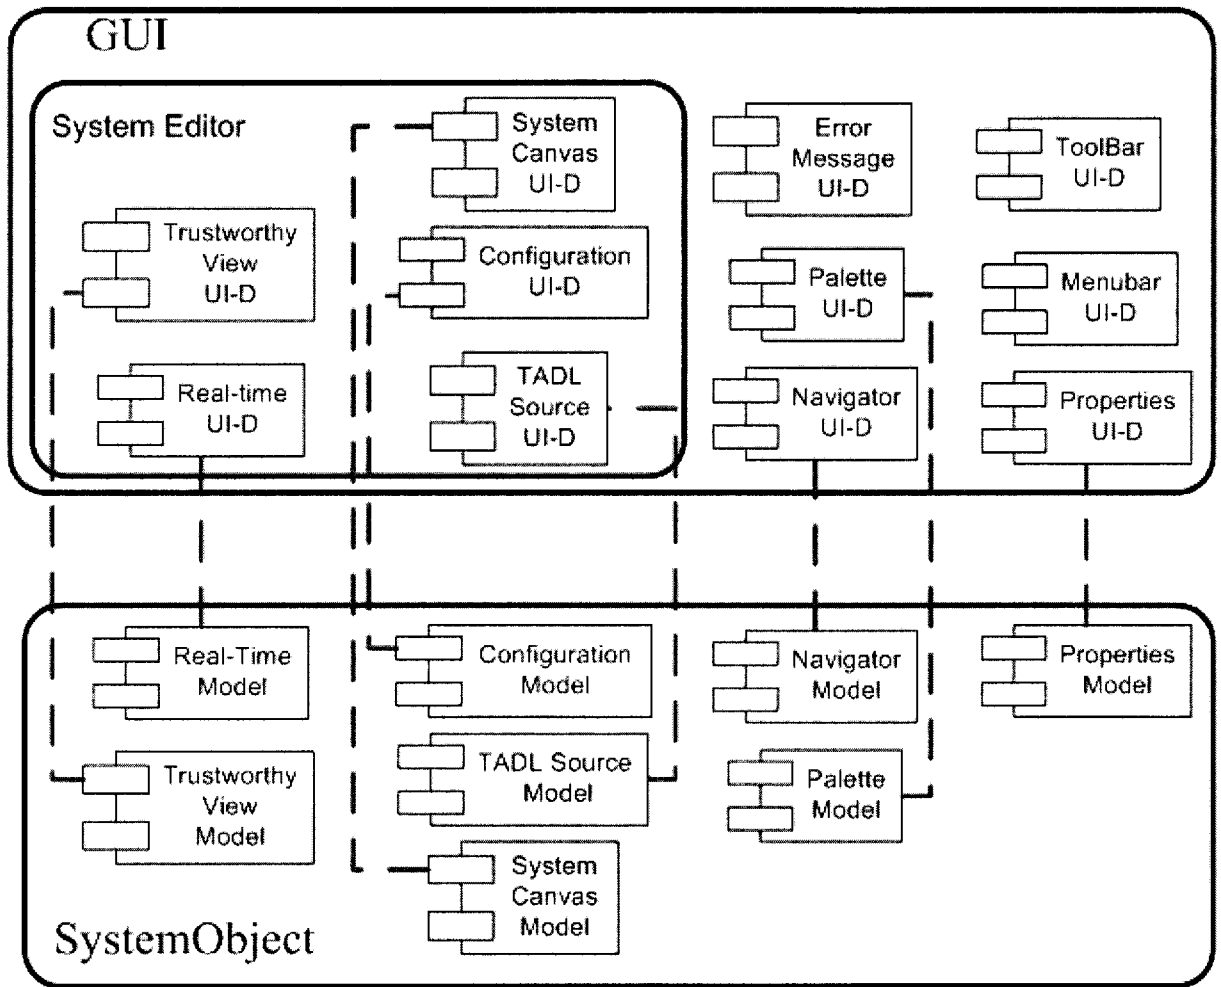 GUI
System Editor
System
Canvas
UI-D
Error
Message
UI-D
ToolBar
UI-D
Trustworthy
View
UI-D
Configuration
UI-D
Palette
UI-D
Menubar
UI-D
Real-time
UI-D
TADL
Source
UI-D
Navigator
UI-D
Properties
UI-D
Real-Time
Model
Configuration
Model
Navigator
Model
Properties
Model
Trustworthy
View
Model
TADL Source
Model
Palette
Model
System
Canvas
Model
SystemObject